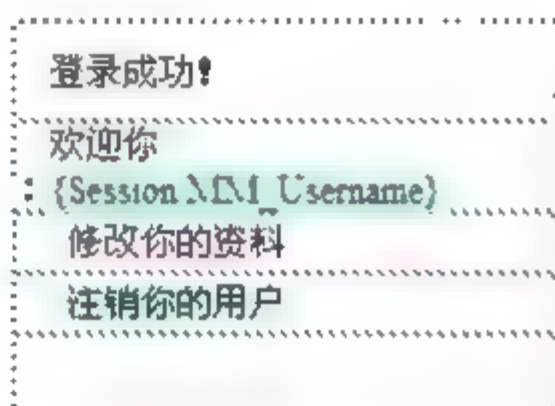 登录成功!
欢迎你
: {Session.MM_Username}
修改你的资料
注销你的用户